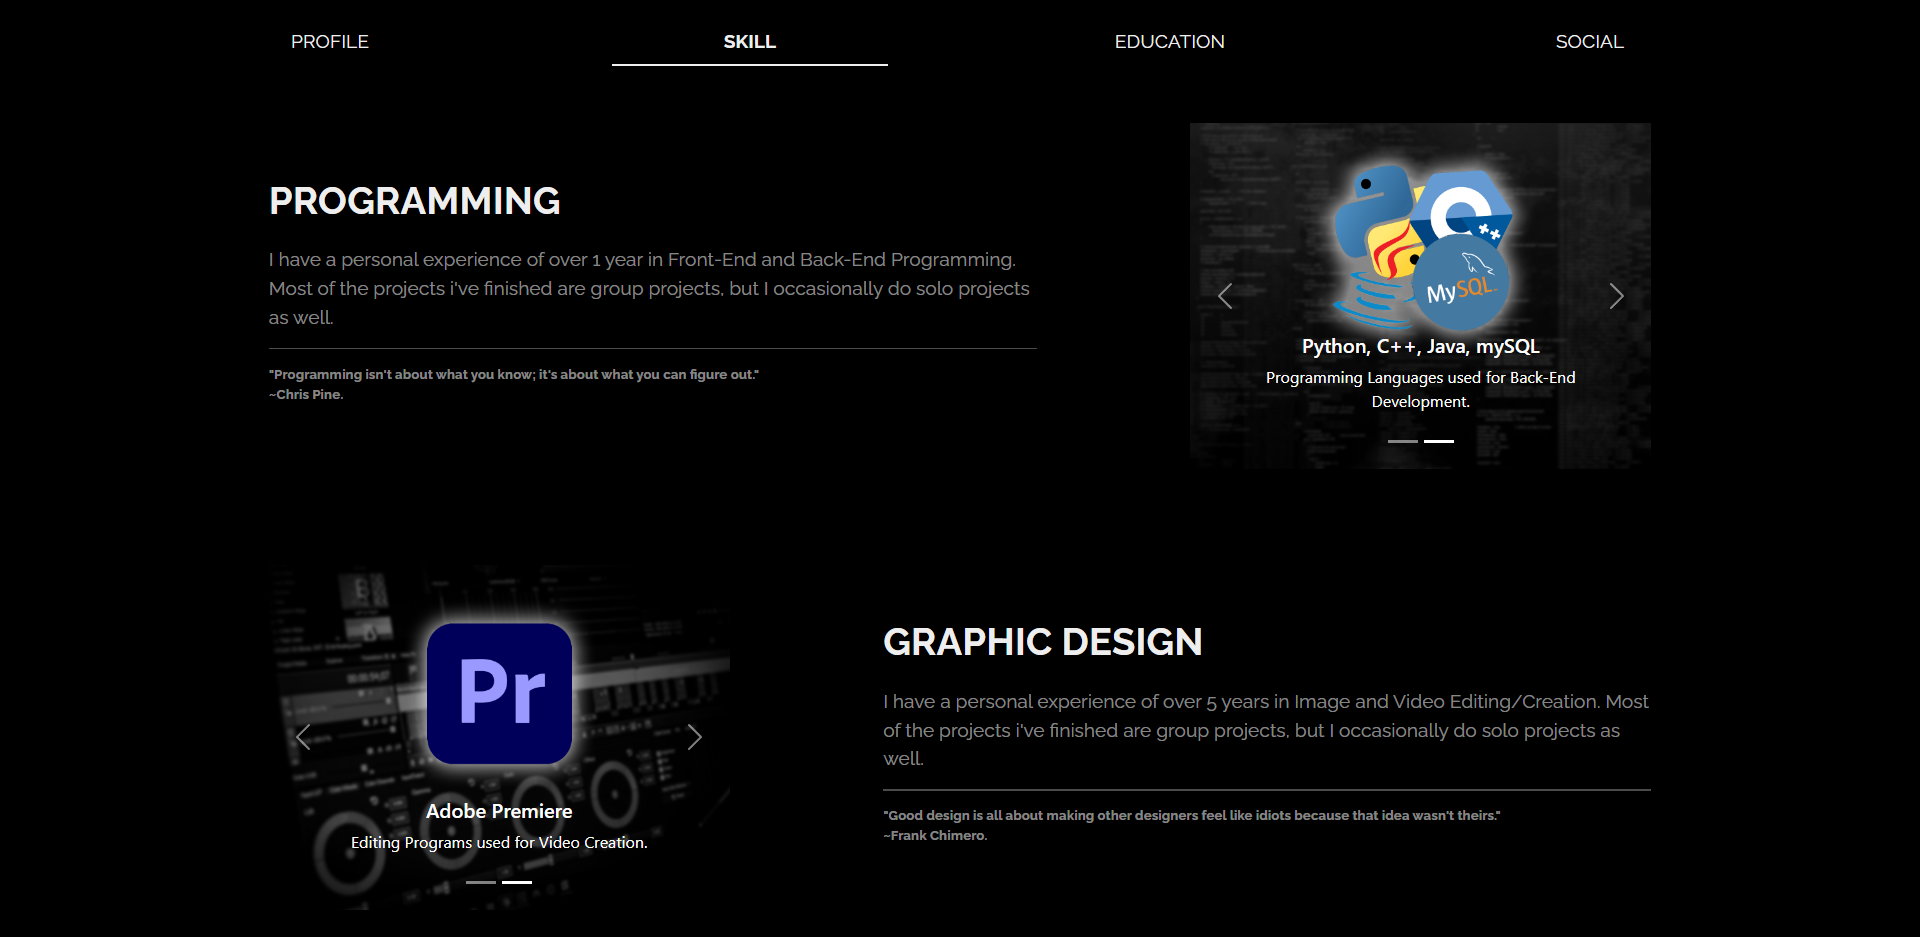 PROFILE
SKILL
EDUCATION
SOCIAL
PROGRAMMING
I have a personal experience of over 1 year in Front-End and Back-End Programming.
Most of the projects i've finished are group projects, but I occasionally do solo projects
as well.
"Programming isn't about what you know; it's about what you can figure out."
~Chris Pine.
++
MySQL
Python, C++, Java, mySQL
Programming Languages used for Back-End
Development.
Pr
Adobe Premiere
Editing Programs used for Video Creation.
GRAPHIC DESIGN
I have a personal experience of over 5 years in Image and Video Editing/Creation. Most
of the projects i've finished are group projects, but I occasionally do solo projects as
well.
"Good design is all about making other designers feel like idiots because that idea wasn't theirs."
~Frank Chimero.